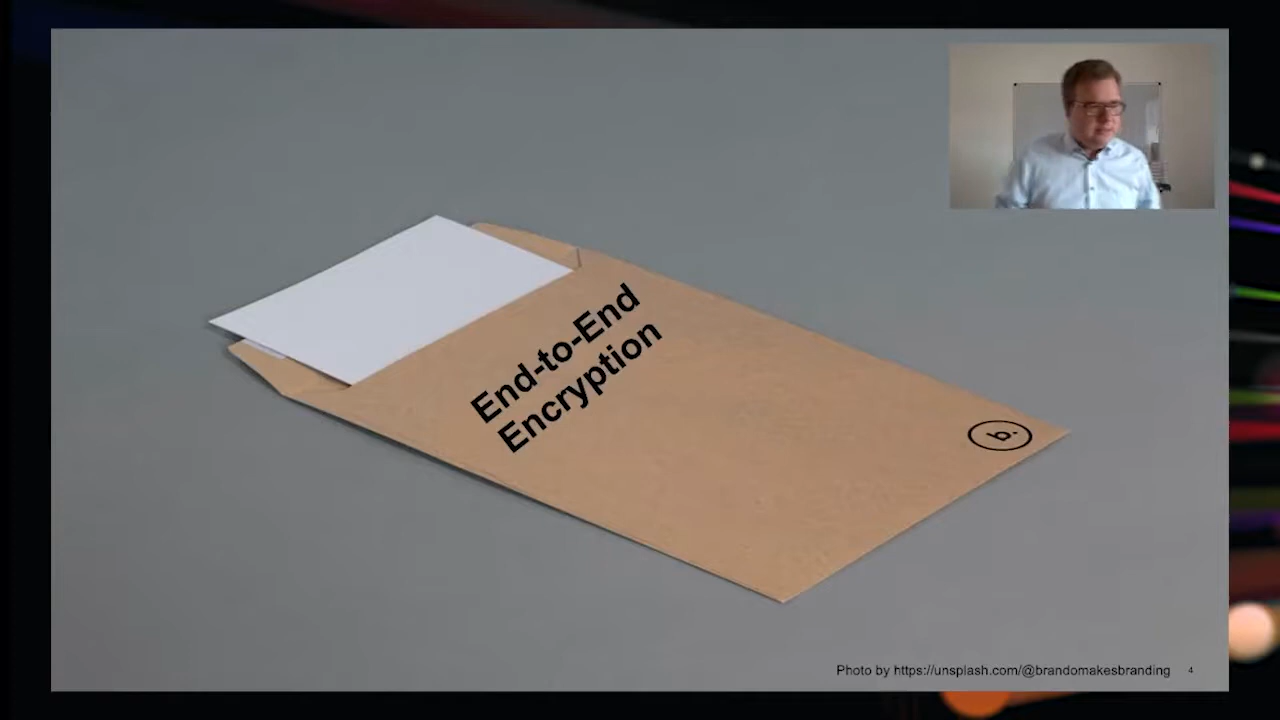 End-to-End
Encryption
b.
Photo by https://unsplash.com/@brandomakesbranding 4